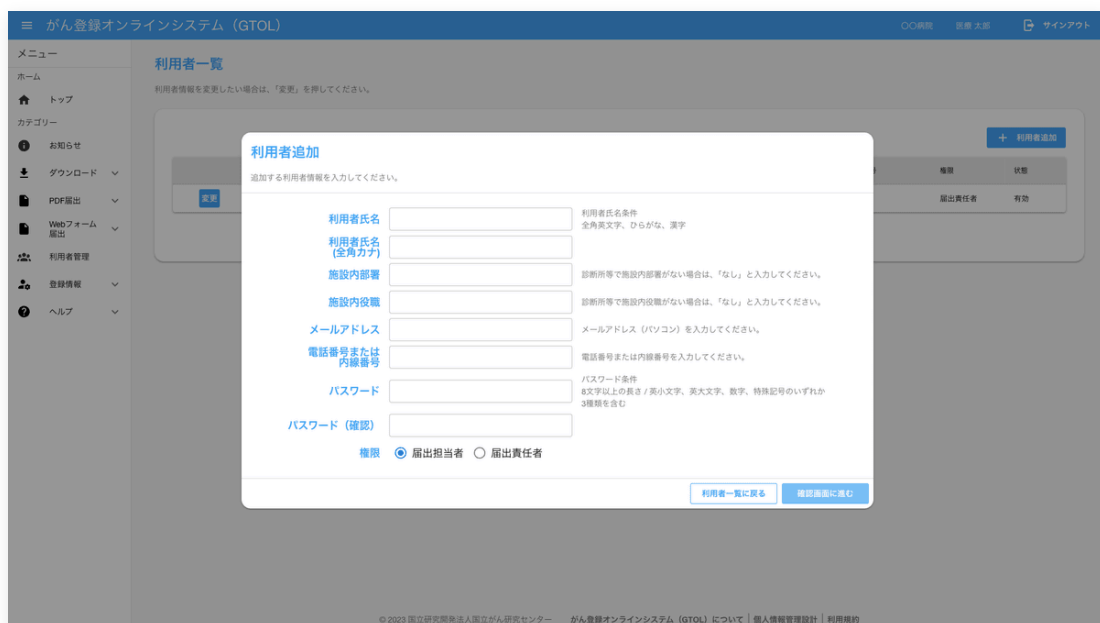 がん登録オンラインシステム（GTOL）
〇〇病院 医療 太郎 サインアウト
メニュー
ホーム
トップ
カテゴリー
お知らせ
ダウンロード
PDF届出
Webフォーム
届出
利用者管理
登録情報
ヘルプ
利用者一覧
利用者情報を変更したい場合は、「変更」を押してください。
＋ 利用者追加
権限 状態
変更 届出責任者 有効
利用者追加
追加する利用者情報を入力してください。
利用者氏名
利用者氏名条件
全角英文字、ひらがな、漢字
利用者氏名
(全角カナ)
施設内部署
診断所等で施設内部署がない場合は、「なし」と入力してください。
施設内役職
診断所等で施設内役職がない場合は、「なし」と入力してください。
メールアドレス
メールアドレス（パソコン）を入力してください。
電話番号または
内線番号
電話番号または内線番号を入力してください。
パスワード
パスワード条件
8文字以上の長さ / 英小文字、英大文字、数字、特殊記号のいずれか
3種類を含む
パスワード（確認）
権限 届出担当者 届出責任者
利用者一覧に戻る 確認画面に進む
© 2023 国立研究開発法人国立がん研究センター がん登録オンラインシステム（GTOL）について | 個人情報管理設計 | 利用規約